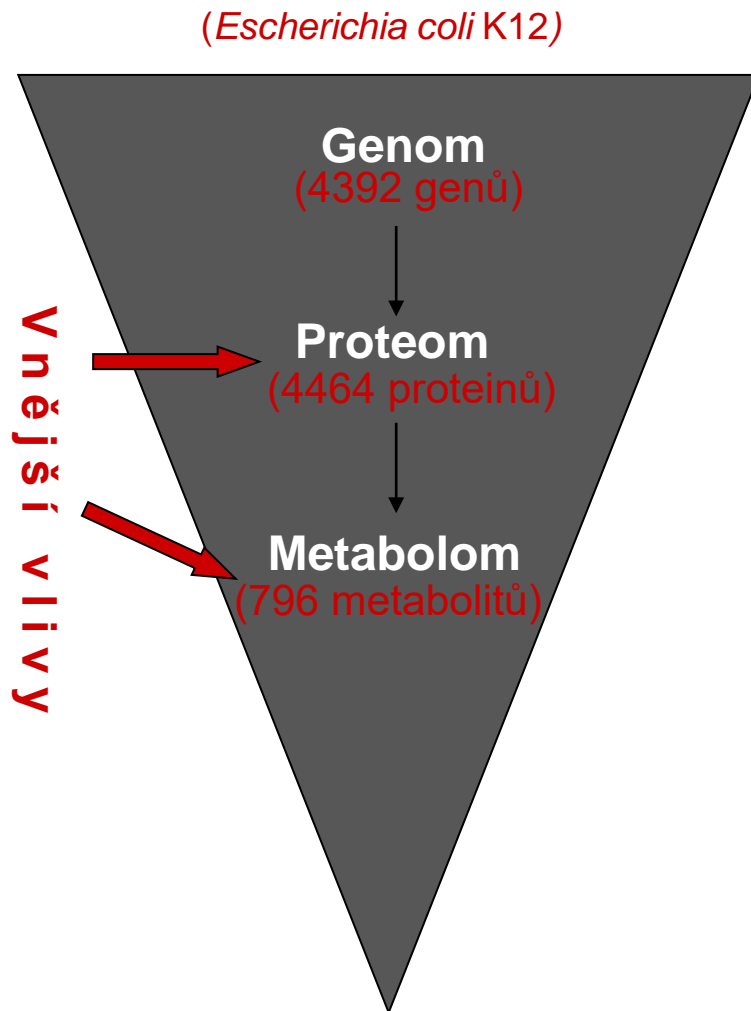 (Escherichia coli K12)
Genom
(4392 genů)
Vnější vlivy
Proteom
(4464 proteinů)
Metabolom
(796 metabolitů)